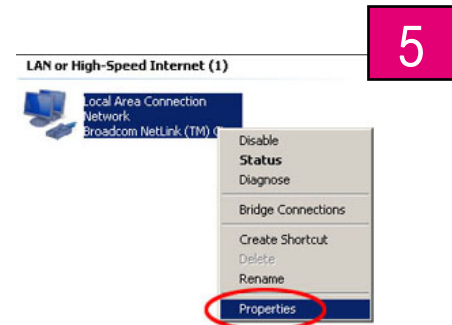 5
LAN or High-Speed Internet (1)
Local Area Connection
Network
Broadcom NetLink (TM) G
Disable
Status
Diagnose
Bridge Connections
Create Shortcut
Delete
Rename
Properties